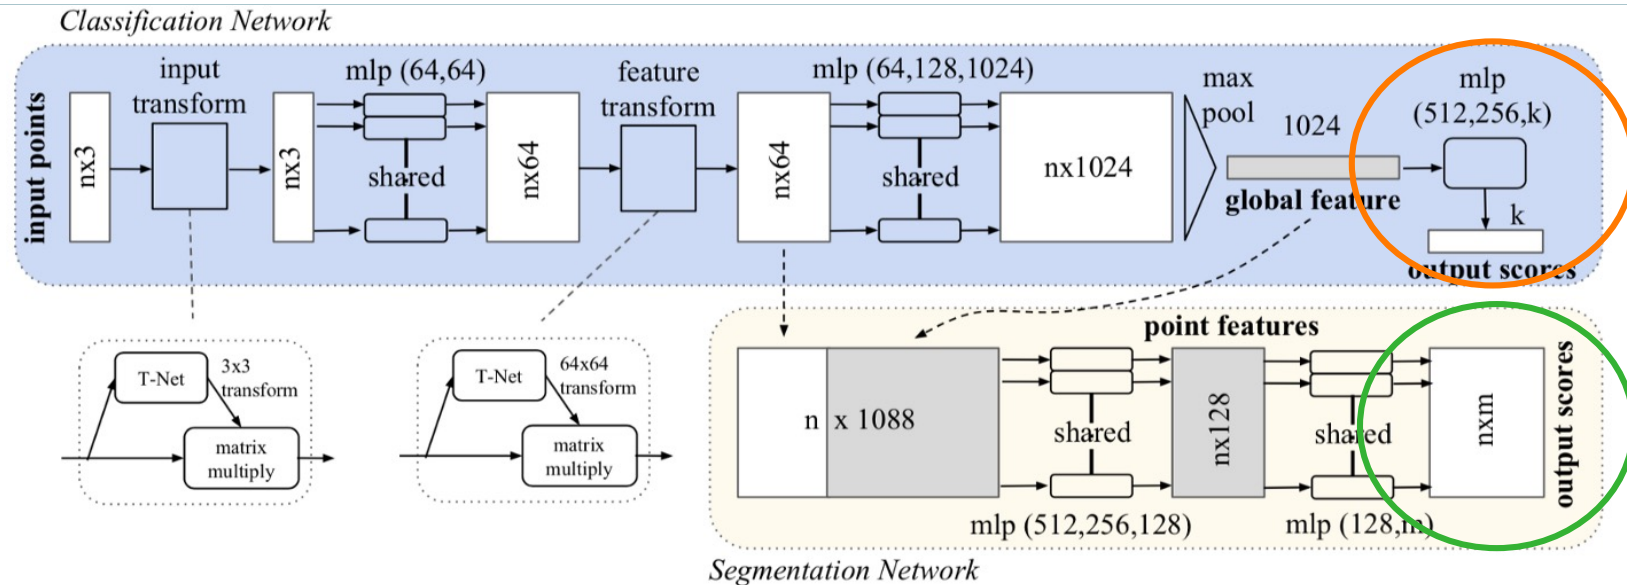 Classification Network
input points
nx3
input
transform
nx3
mlp (64,64)
shared
nx64
feature
transform
nx64
mlp (64,128,1024)
shared
nx1024
max
pool
1024
global feature
mlp
(512,256,k)
k
output scores
T-Net
3x3
transform
matrix
multiply
T-Net
64x64
transform
matrix
multiply
point features
n x 1088
shared
mlp (512,256,128)
nx128
shared
mlp (128,m)
nxm
output scores
Segmentation Network